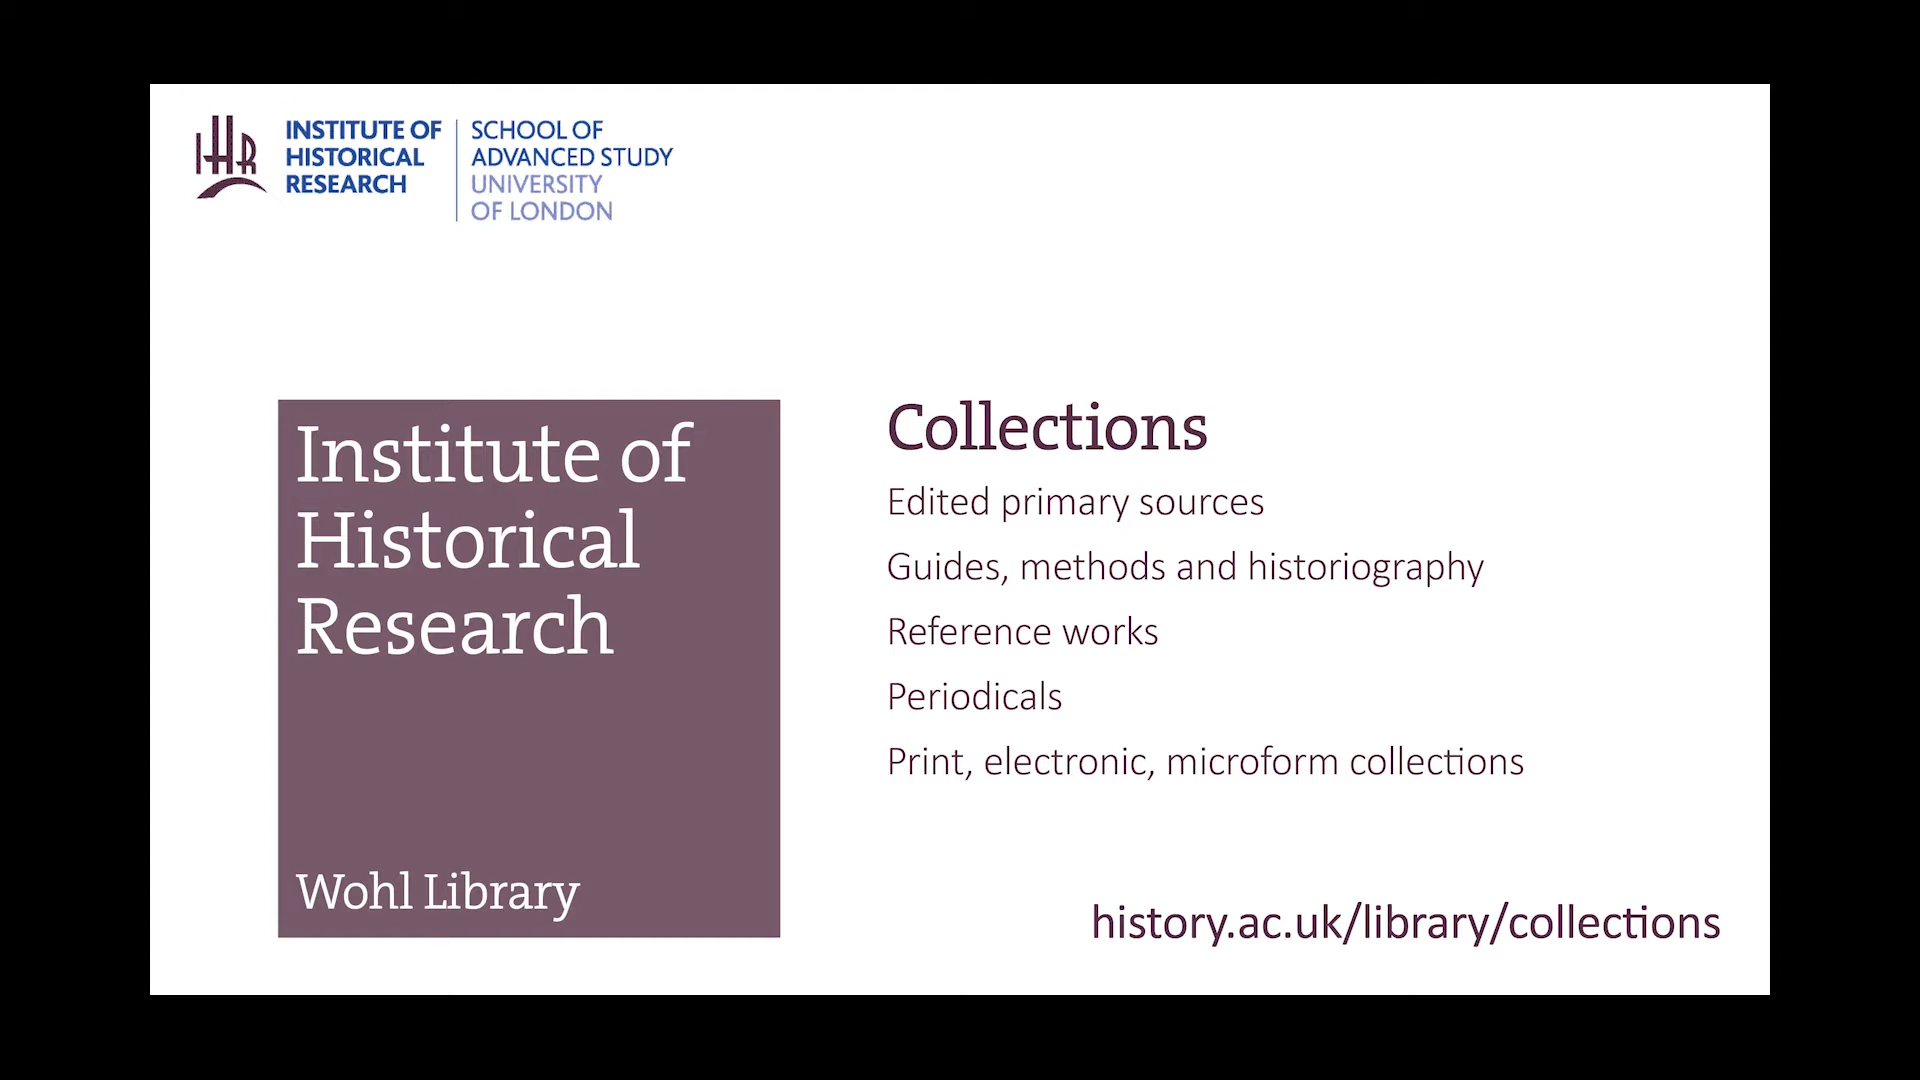 IHR
INSTITUTE OF
HISTORICAL
RESEARCH
SCHOOL OF
ADVANCED STUDY
UNIVERSITY
OF LONDON
Institute of
Historical
Research
Wohl Library
Collections
Edited primary sources
Guides, methods and historiography
Reference works
Periodicals
Print, electronic, microform collections
history.ac.uk/library/collections